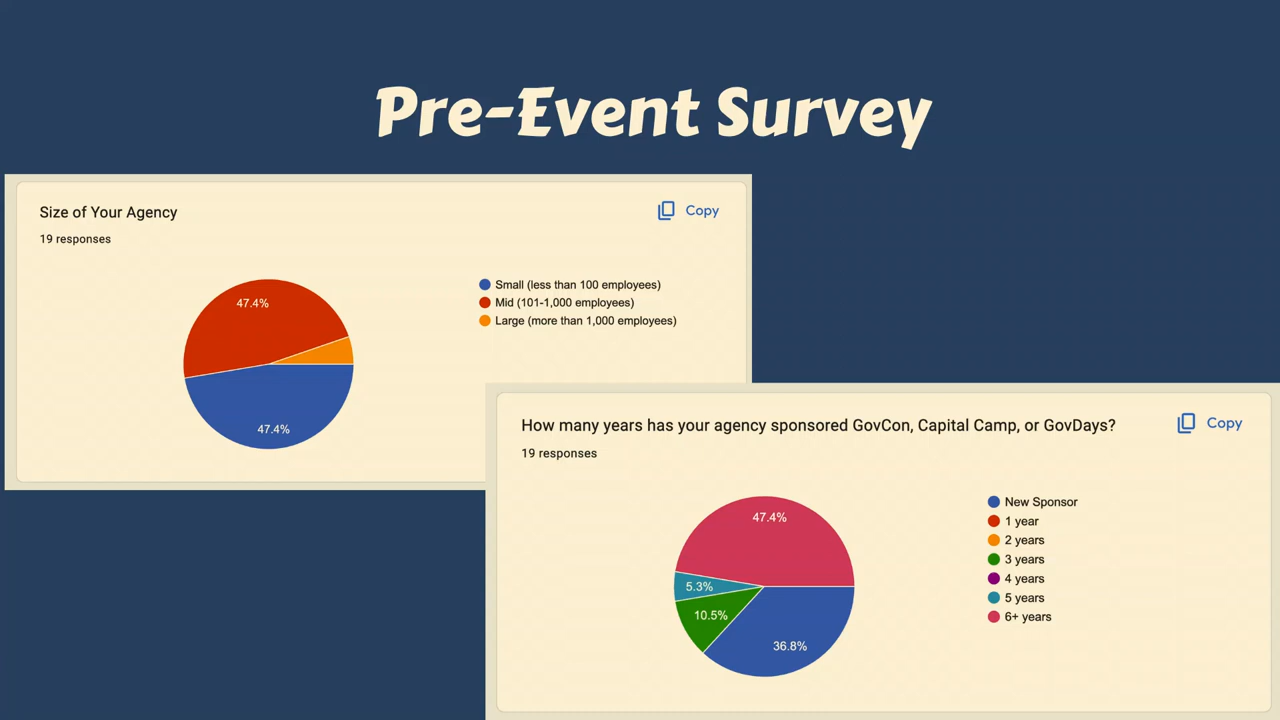 Pre-Event Survey
Size of Your Agency
Copy
19 responses
47.4%
47.4%
Small (less than 100 employees)
Mid (101-1,000 employees)
Large (more than 1,000 employees)
How many years has your agency sponsored GovCon, Capital Camp, or GovDays?
Copy
19 responses
47.4%
5.3%
10.5%
36.8%
New Sponsor
1 year
2 years
3 years
4 years
5 years
6+ years